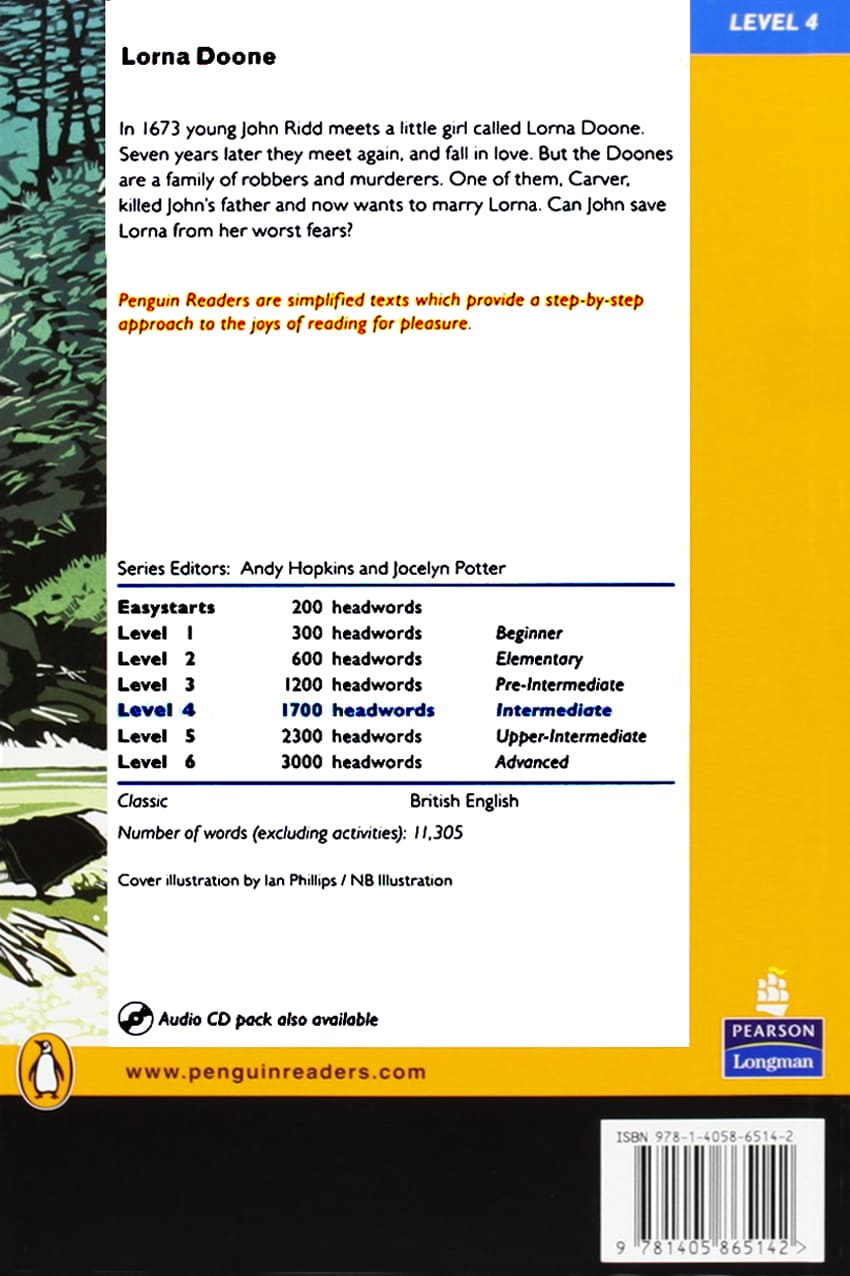 LEVEL 4
Lorna Doone
In 1673 young John Ridd meets a little girl called Lorna Doone.
Seven years later they meet again, and fall in love. But the Doones
are a family of robbers and murderers. One of them, Carver,
killed John's father and now wants to marry Lorna. Can John save
Lorna from her worst fears?
Penguin Readers are simplified texts which provide a step-by-step
approach to the joys of reading for pleasure.
Series Editors: Andy Hopkins and Jocelyn Potter
Easystarts 200 headwords
Level 1 300 headwords Beginner
Level 2 600 headwords Elementary
Level 3 1200 headwords Pre-Intermediate
Level 4 1700 headwords Intermediate
Level 5 2300 headwords Upper-Intermediate
Level 6 3000 headwords Advanced
Classic British English
Number of words (excluding activities): 11,305
Cover illustration by Ian Phillips / NB Illustration
Audio CD pack also available
PEARSON
Longman
www.penguinreaders.com
ISBN 978-1-4058-6514-2
9 781405 865142 >